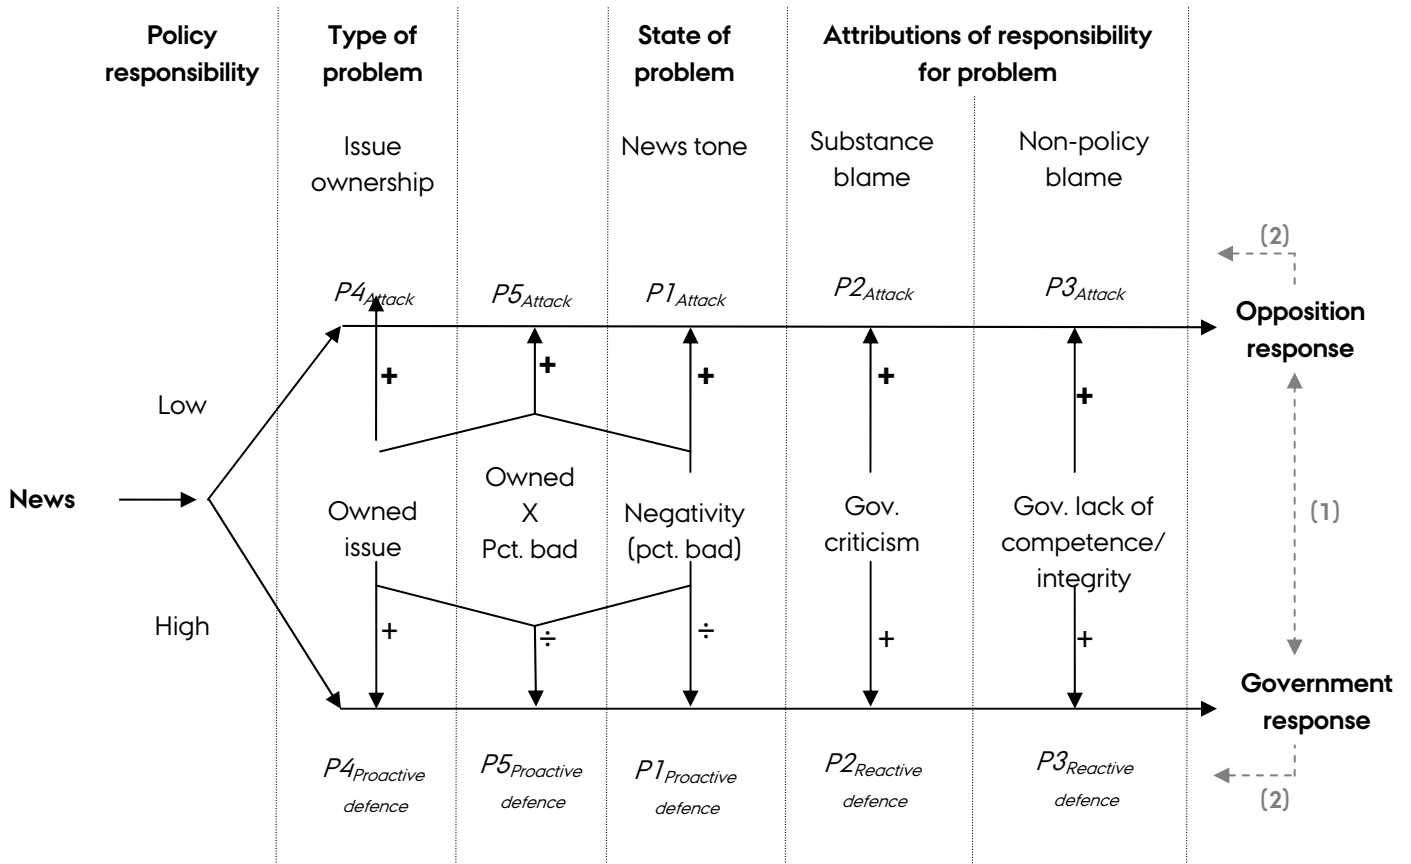 Policy
responsibility
Type of
problem
State of
problem
Attributions of responsibility
for problem
Issue
ownership
News tone
Substance
blame
Non-policy
blame
(2)
P4Attack
P5Attack
P1Attack
P2Attack
P3Attack
Opposition
response
+
+
+
+
+
Low
News
Owned
issue
Owned
X
Pct. bad
Negativity
(pct. bad)
Gov.
criticism
Gov. lack of
competence/
integrity
(1)
High
+
÷
÷
+
+
Government
response
P4Proactive
defence
P5Proactive
defence
P1Proactive
defence
P2Reactive
defence
P3Reactive
defence
(2)